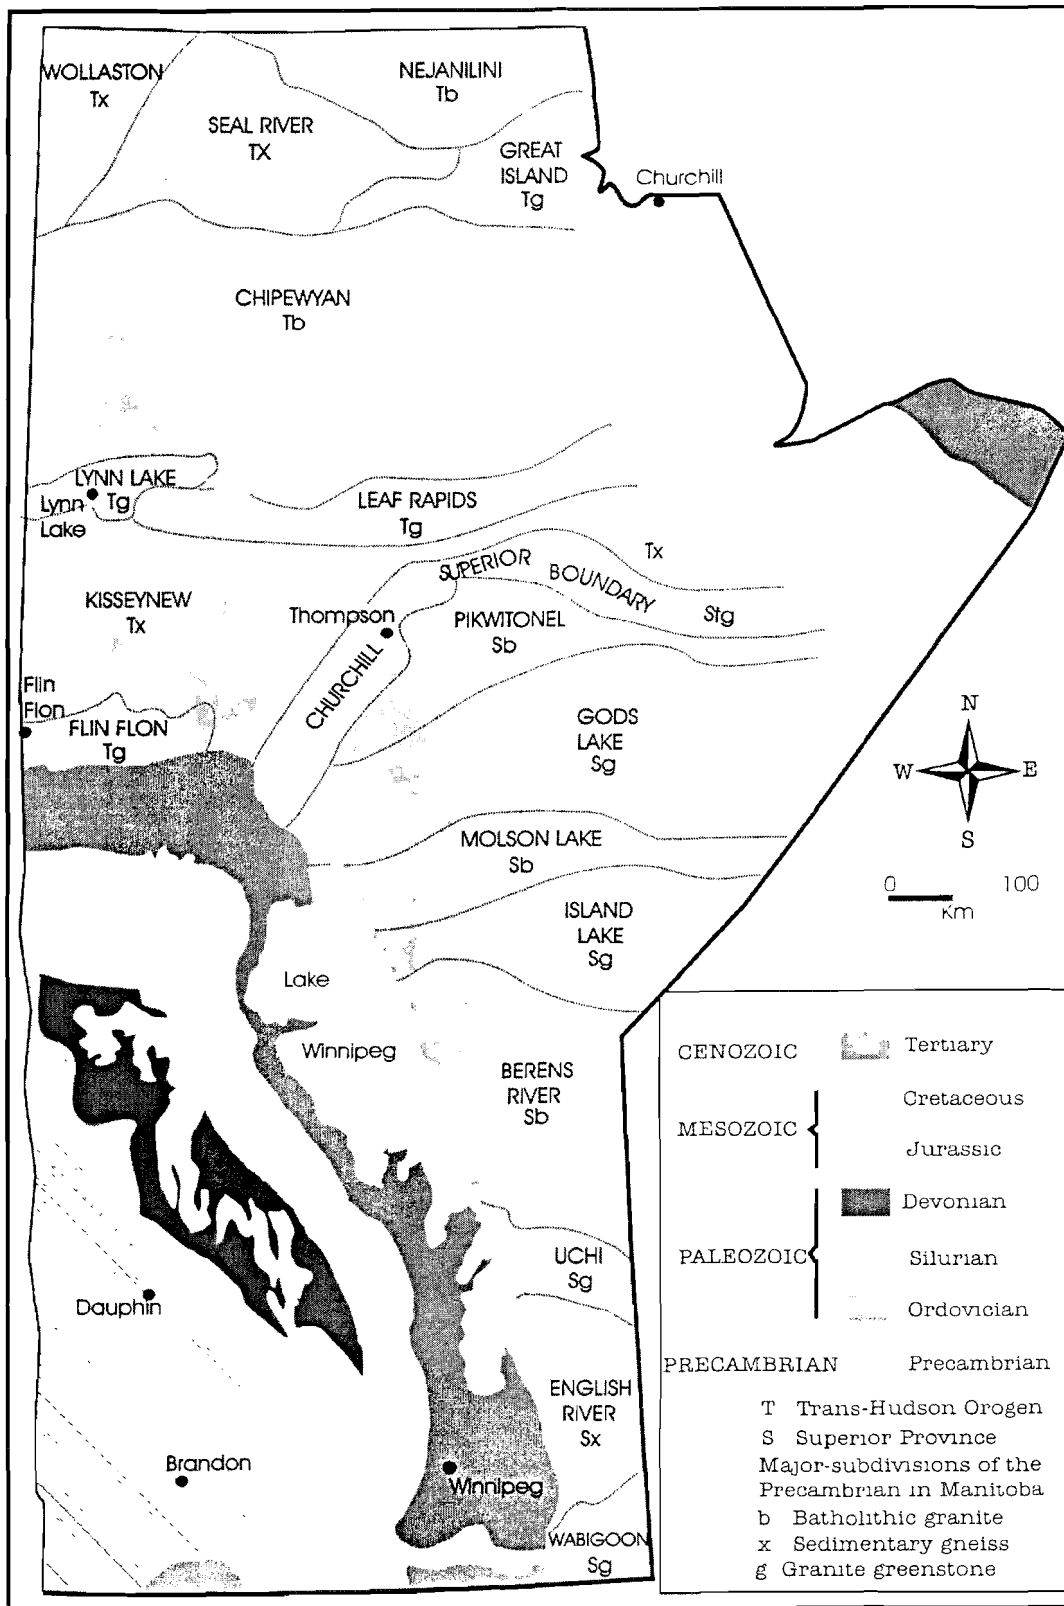 WOLLASTON
Tx
NEJANILINI
Tb
SEAL RIVER
TX
GREAT
ISLAND
Tg
Churchill
CHIPEWYAN
Tb
LYNN LAKE
Tg
Lynn
Lake
LEAF RAPIDS
Tg
Tx
SUPERIOR
BOUNDARY
Stg
KISSEYNEW
Tx
Thompson
PIKWITONEL
Sb
CHURCHILL
Flin
Flon
FLIN FLON
Tg
GODS
LAKE
Sg
N
W E
S
MOLSON LAKE
Sb
0 100
Km
ISLAND
LAKE
Sg
Lake
Winnipeg
BERENS
RIVER
Sb
UCHI
Sg
Dauphin
ENGLISH
RIVER
Sx
Brandon
Winnipeg
WABIGOON
Sg
CENOZOIC Tertiary
Cretaceous
MESOZOIC
Jurassic
Devonian
PALEOZOIC Silurian
Ordovician
PRECAMBRIAN Precambrian
T Trans-Hudson Orogen
S Superior Province
Major-subdivisions of the
Precambrian in Manitoba
b Batholithic granite
x Sedimentary gneiss
g Granite greenstone